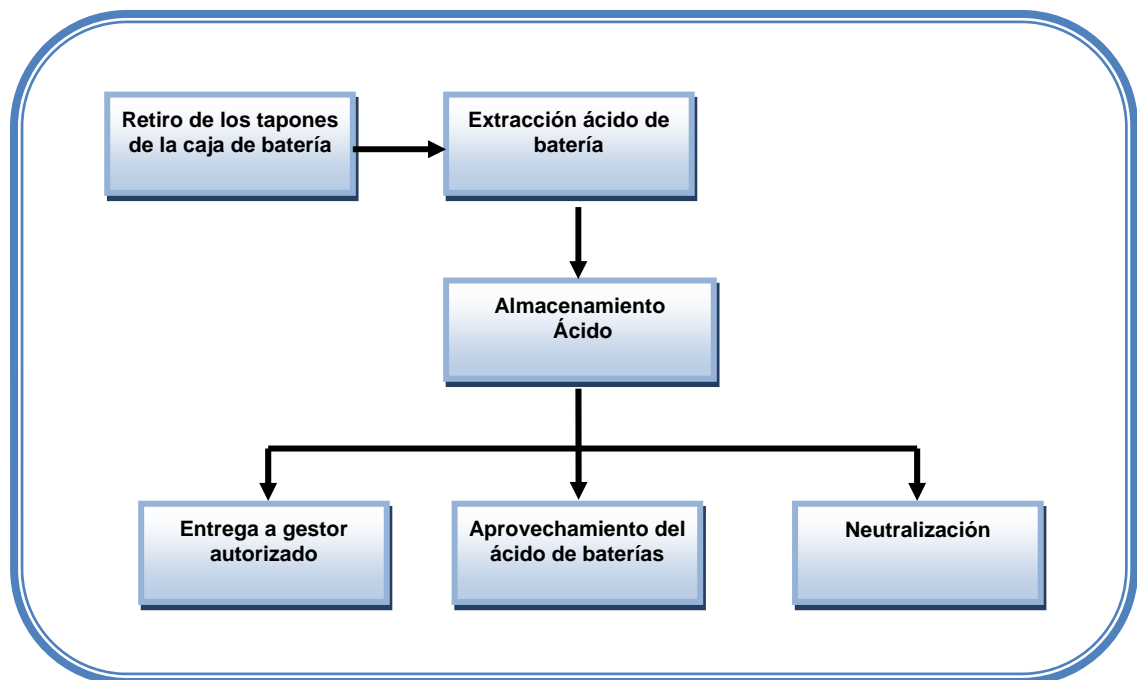 Retiro de los tapones
de la caja de batería
Extracción ácido de
batería
Almacenamiento
Ácido
Entrega a gestor
autorizado
Aprovechamiento del
ácido de baterías
Neutralización